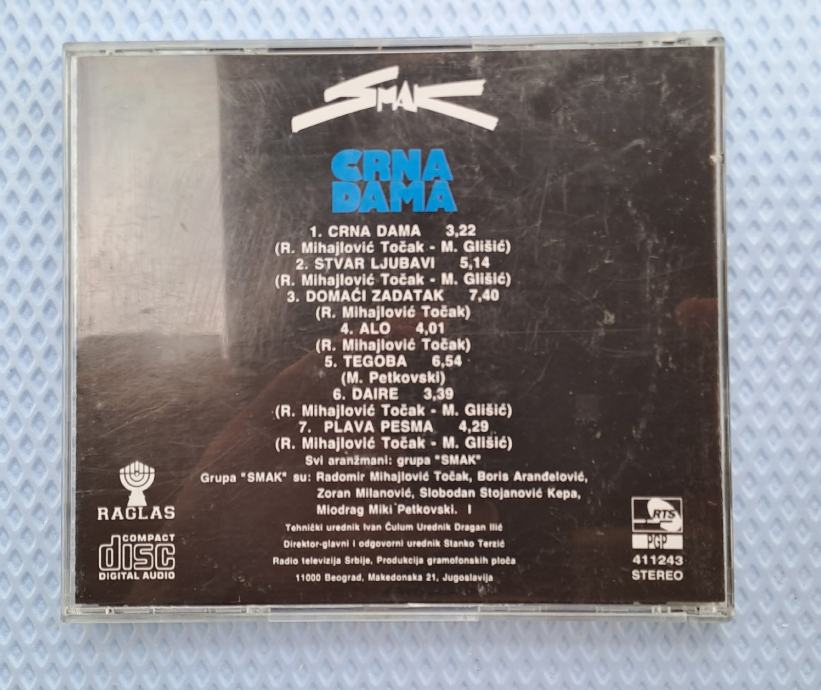 SMAK
CRNA
DAMA
1. CRNA DAMA 3,22
(R. Mihajlović Točak - M. Glišić)
2. STVAR LJUBAVI 5,14
(R. Mihajlović Točak - M. Glišić)
3. DOMAĆI ZADATAK 7,40
(R. Mihajlović Točak)
4. ALO 4,01
(R. Mihajlović Točak)
5. TEGOBA 6,54
(M. Petkovski)
6. DAIRE 3,39
(R. Mihajlović Točak - M. Glišić)
7. PLAVA PESMA 4,29
(R. Mihajlović Točak - M. Glišić)
Svi aranžmani: grupa "SMAK"
Grupa "SMAK" su: Radomir Mihajlović Točak, Boris Aranđelović,
Zoran Milanović, Slobodan Stojanović Kepa,
Miodrag Miki Petkovski. I
Tehnički urednik Ivan Ćulum Urednik Dragan Ilić
Direktor-glavni i odgovorni urednik Stanko Terzić
Radio televizija Srbije, Produkcija gramofonskih ploča
11000 Beograd, Makedonska 21, Jugoslavija
RAGLAS
COMPACT
disc
DIGITAL AUDIO
RTS
PGP
411243
STEREO